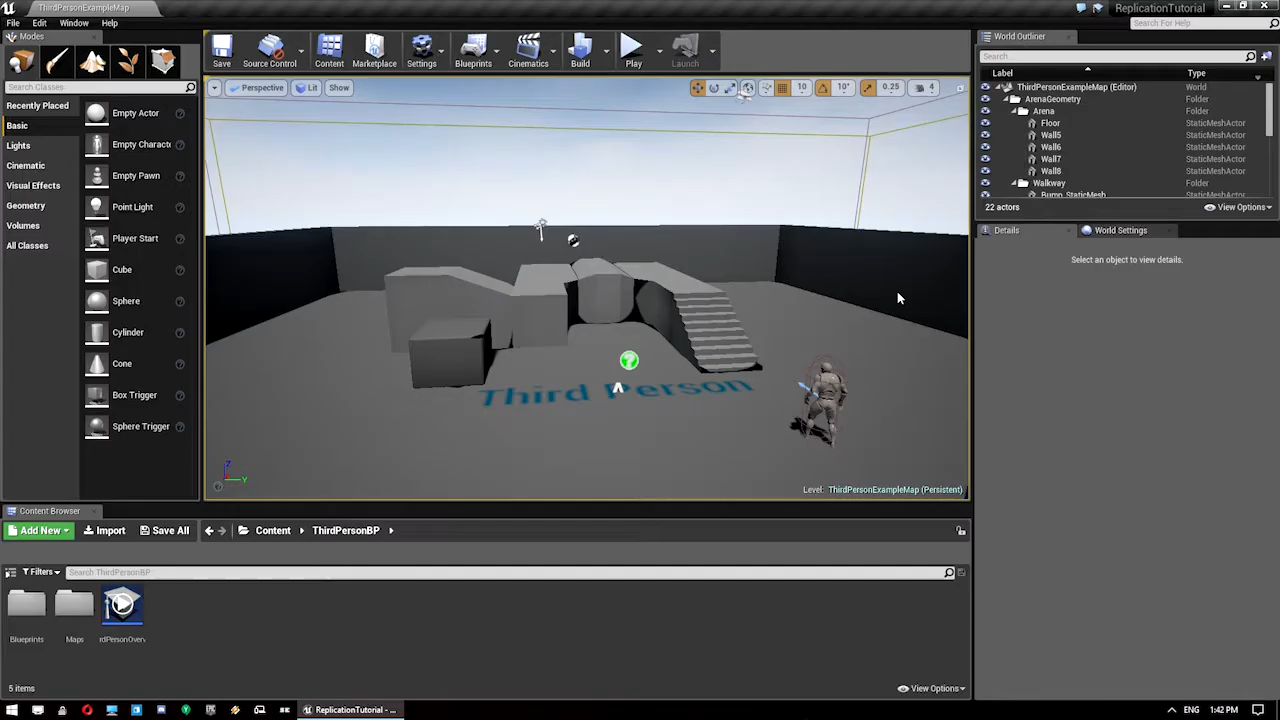 ThirdPersonExampleMap
ReplicationTutorial
File Edit Window Help
Search For Help
Modes
Search Classes
Recently Placed
Basic
Lights
Cinematic
Visual Effects
Geometry
Volumes
All Classes
Empty Actor
Empty Charact
Empty Pawn
Point Light
Player Start
Cube
Sphere
Cylinder
Cone
Box Trigger
Sphere Trigger
Save
Source Control
Content
Marketplace
Settings
Blueprints
Cinematics
Build
Play
Launch
Perspective
Lit
Show
10
10°
0.25
4
Third Person
Level: ThirdPersonExampleMap (Persistent)
World Outliner
Search
Label Type
ThirdPersonExampleMap (Editor) World
ArenaGeometry Folder
Arena Folder
Floor StaticMeshActor
Wall5 StaticMeshActor
Wall6 StaticMeshActor
Wall7 StaticMeshActor
Wall8 StaticMeshActor
Walkway Folder
Bump_StaticMesh StaticMeshActor
22 actors
View Options
Details
World Settings
Select an object to view details.
Content Browser
Add New
Import
Save All
Content
ThirdPersonBP
Filters
Search ThirdPersonBP
Blueprints
Maps
rdPersonOverv
5 items
View Options
ReplicationTutorial - ...
ENG
1:42 PM